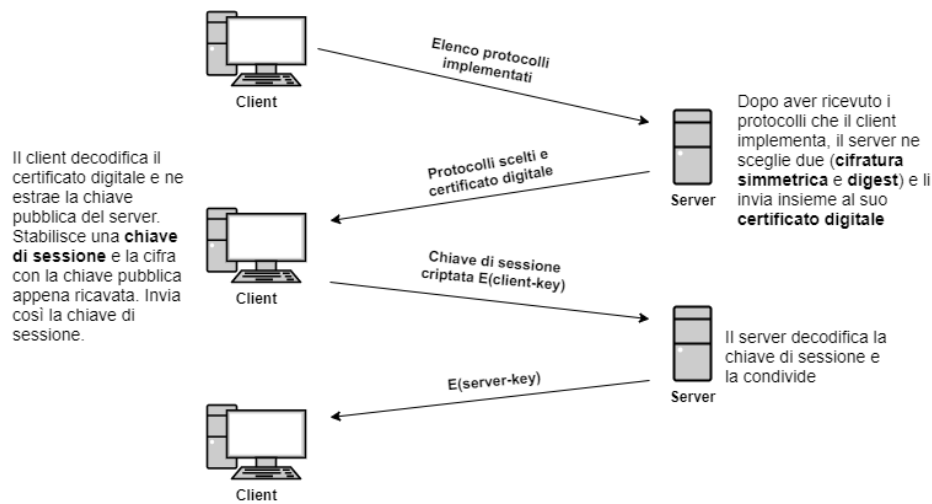 Elenco protocolli
implementati
Client
Dopo aver ricevuto i
protocolli che il client
implementa, il server ne
sceglie due (cifratura
simmetrica e digest) e li
invia insieme al suo
certificato digitale
Server
Protocolli scelti e
certificato digitale
Il client decodifica il
certificato digitale e ne
estrae la chiave
pubblica del server.
Stabilisce una chiave
di sessione e la cifra
con la chiave pubblica
appena ricavata. Invia
così la chiave di
sessione.
Client
Chiave di sessione
criptata E(client-key)
Il server decodifica la
chiave di sessione e
la condivide
Server
E(server-key)
Client